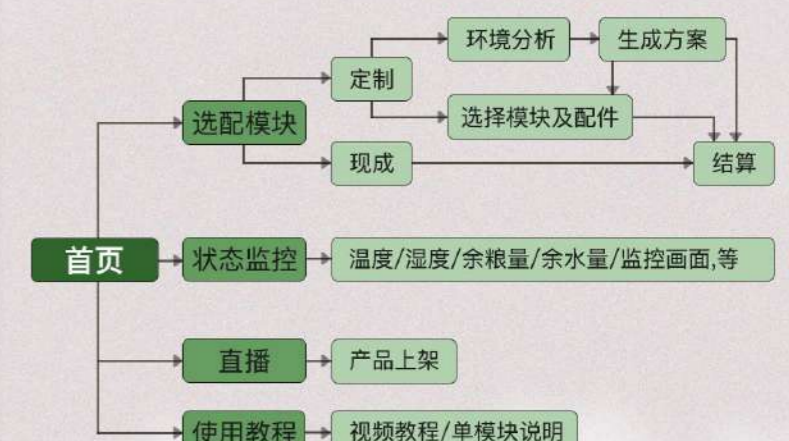 环境分析
生成方案
定制
选配模块
选择模块及配件
现成
结算
首页
状态监控
温度/湿度/余粮量/余水量/监控画面,等
直播
产品上架
使用教程
视频教程/单模块说明